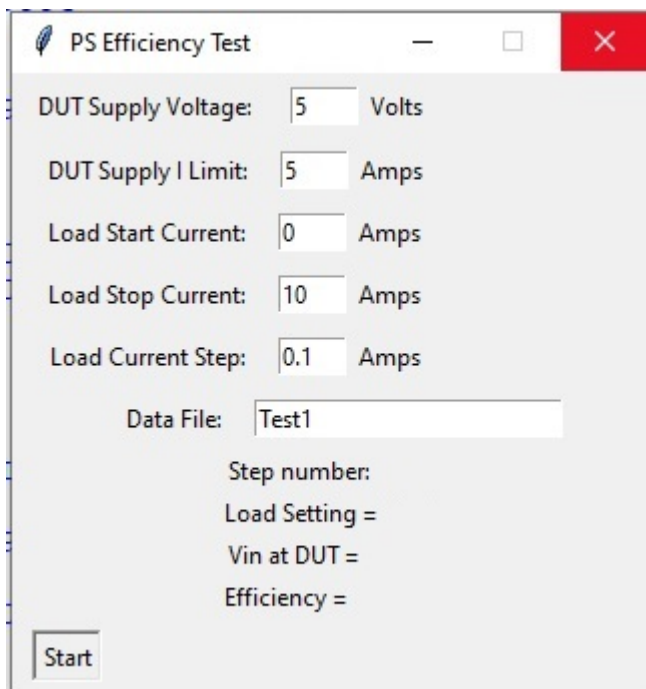 PS Efficiency Test
DUT Supply Voltage: 5 Volts
DUT Supply I Limit: 5 Amps
Load Start Current: 0 Amps
Load Stop Current: 10 Amps
Load Current Step: 0.1 Amps
Data File: Test1
Step number:
Load Setting =
Vin at DUT =
Efficiency =
Start